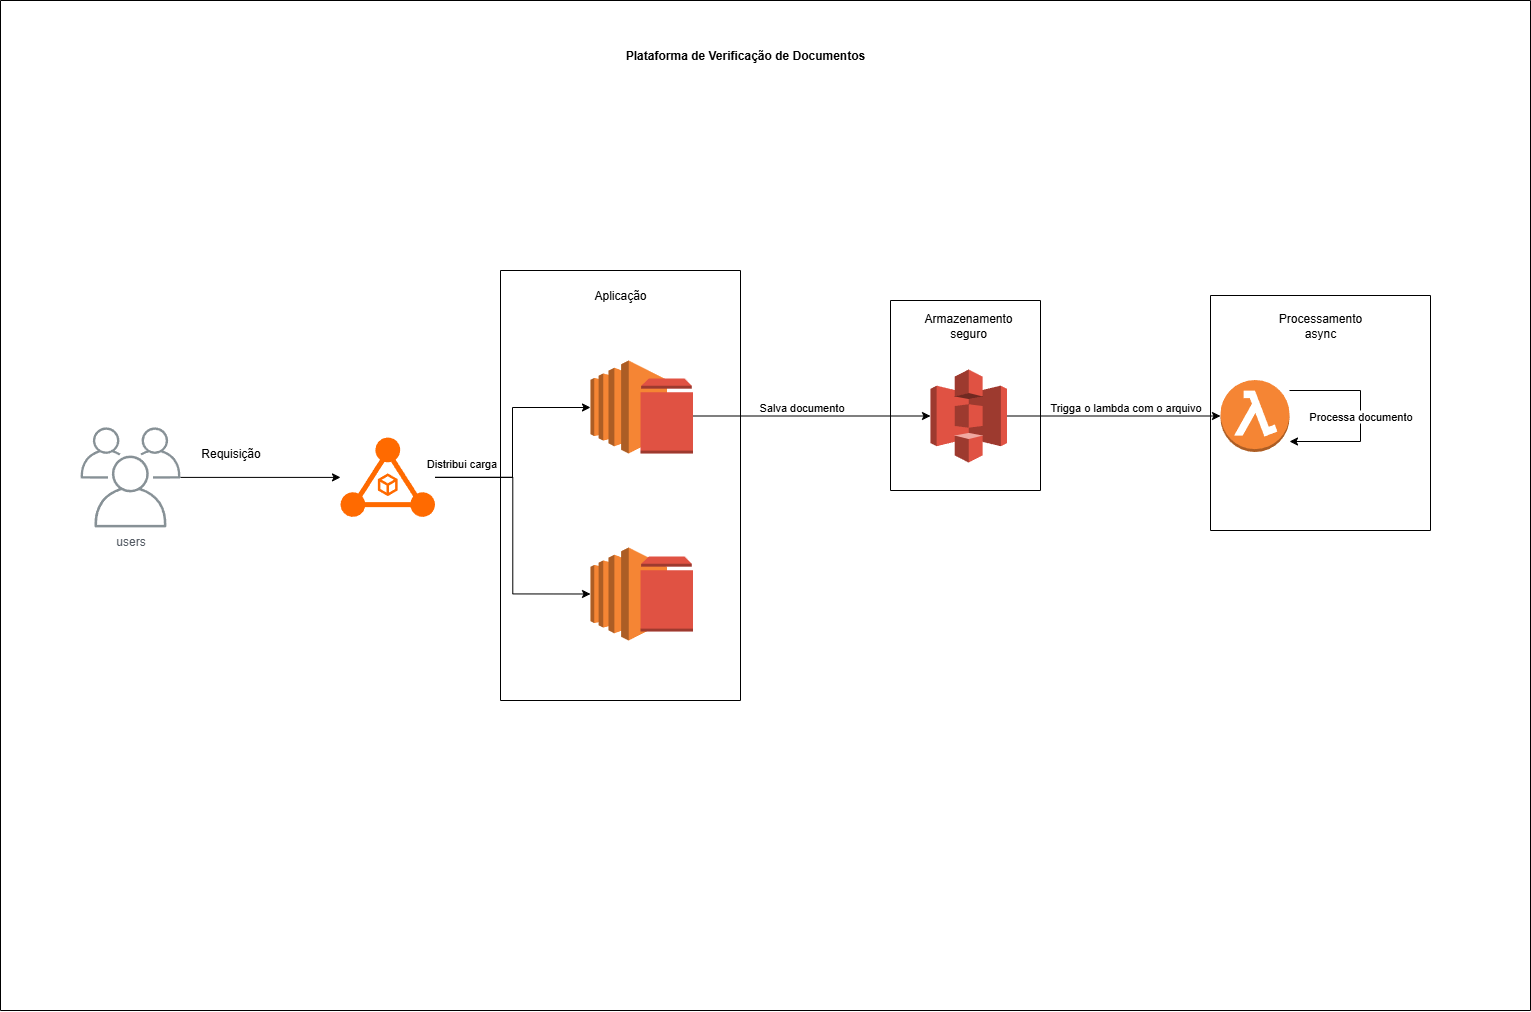 Plataforma de Verificação de Documentos
Aplicação
Armazenamento
seguro
Processamento
async
Salva documento
Trigga o lambda com o arquivo
Processa documento
Requisição
Distribui carga
users